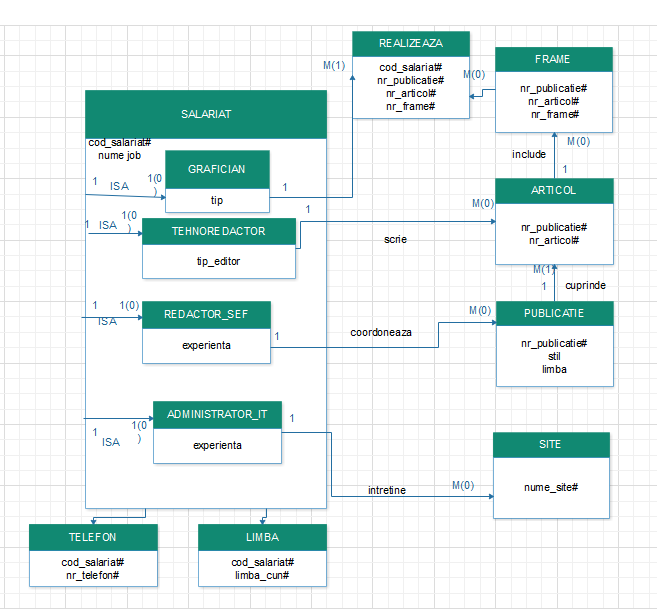 REALIZEAZA
cod_salariat#
nr_publicatie#
nr_articol#
nr_frame#
M(1)
M(0)
FRAME
nr_publicatie#
nr_articol#
nr_frame#
M(0)
include
1
SALARIAT
cod_salariat#
nume job
GRAFICIAN
tip
1
ISA
1(0
)
1
TEHNOREDACTOR
tip_editor
1
ISA
1(0
)
1
scrie
M(0)
ARTICOL
nr_publicatie#
nr_articol#
M(1)
1
cuprinde
REDACTOR_SEF
experienta
1
ISA
1(0)
1
coordoneaza
M(0)
PUBLICATIE
nr_publicatie#
stil
limba
ADMINISTRATOR_IT
experienta
1
ISA
1(0
)
1
intretine
M(0)
SITE
nume_site#
TELEFON
cod_salariat#
nr_telefon#
LIMBA
cod_salariat#
limba_cun#